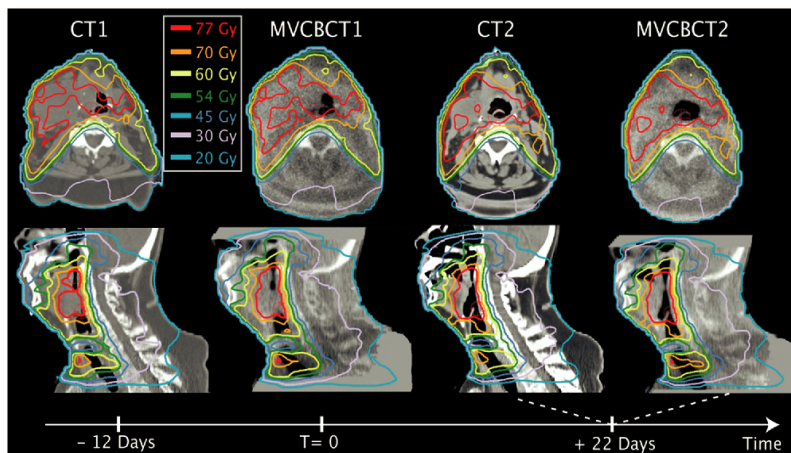 CT1
MVCBCT1
CT2
MVCBCT2
77 Gy
70 Gy
60 Gy
54 Gy
45 Gy
30 Gy
20 Gy
- 12 Days
T= 0
+ 22 Days
Time